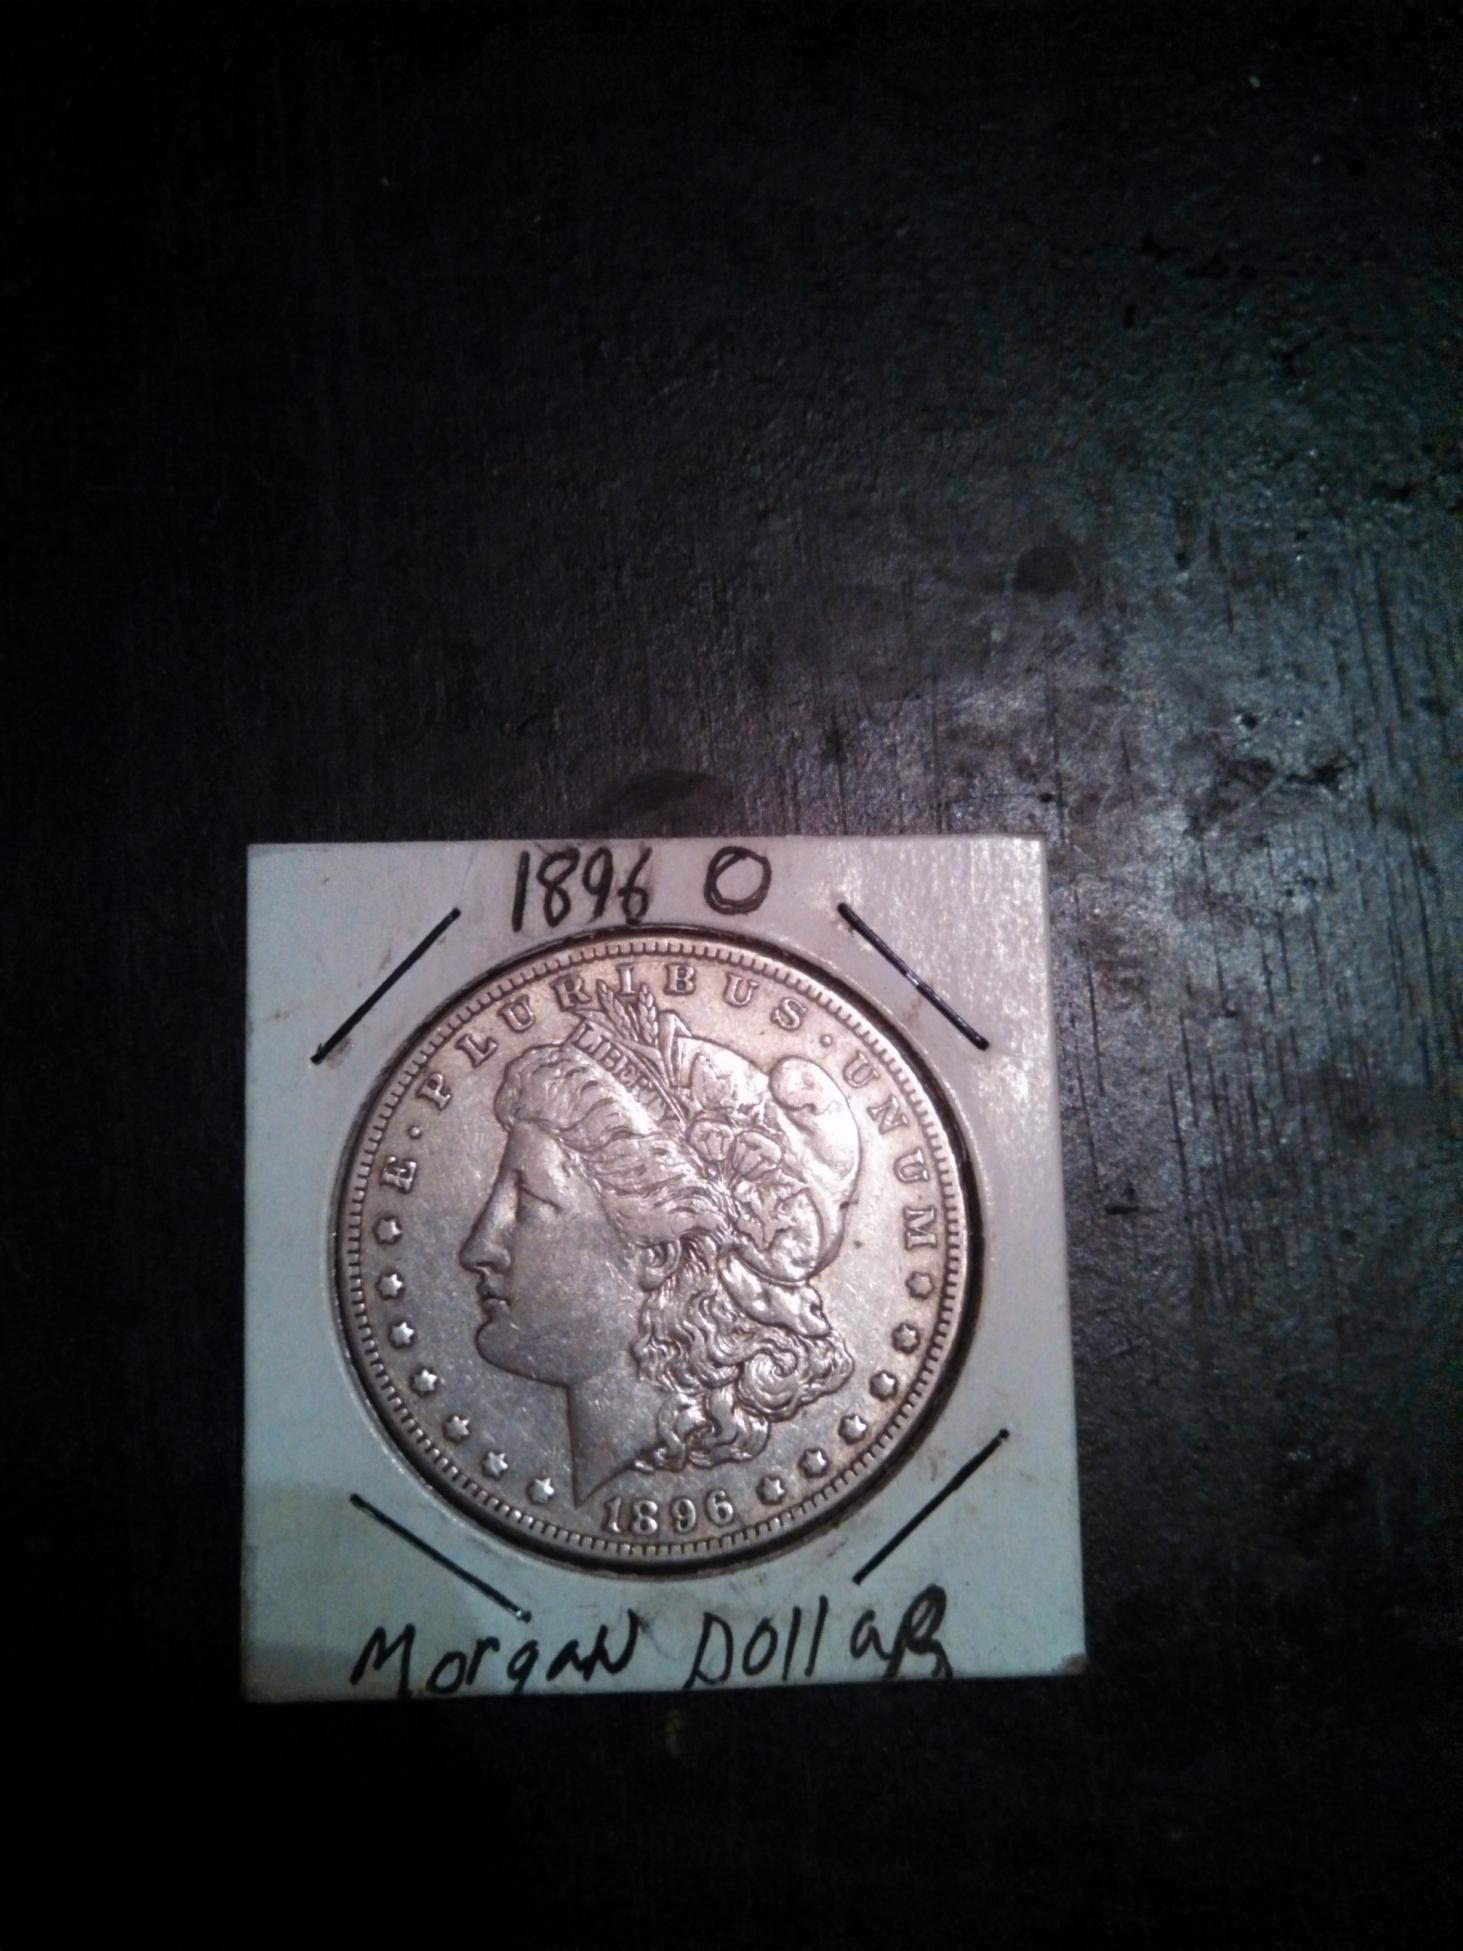 1896 O
E · PLURIBUS · UNUM
LIBERTY
1896
Morgan Dollar